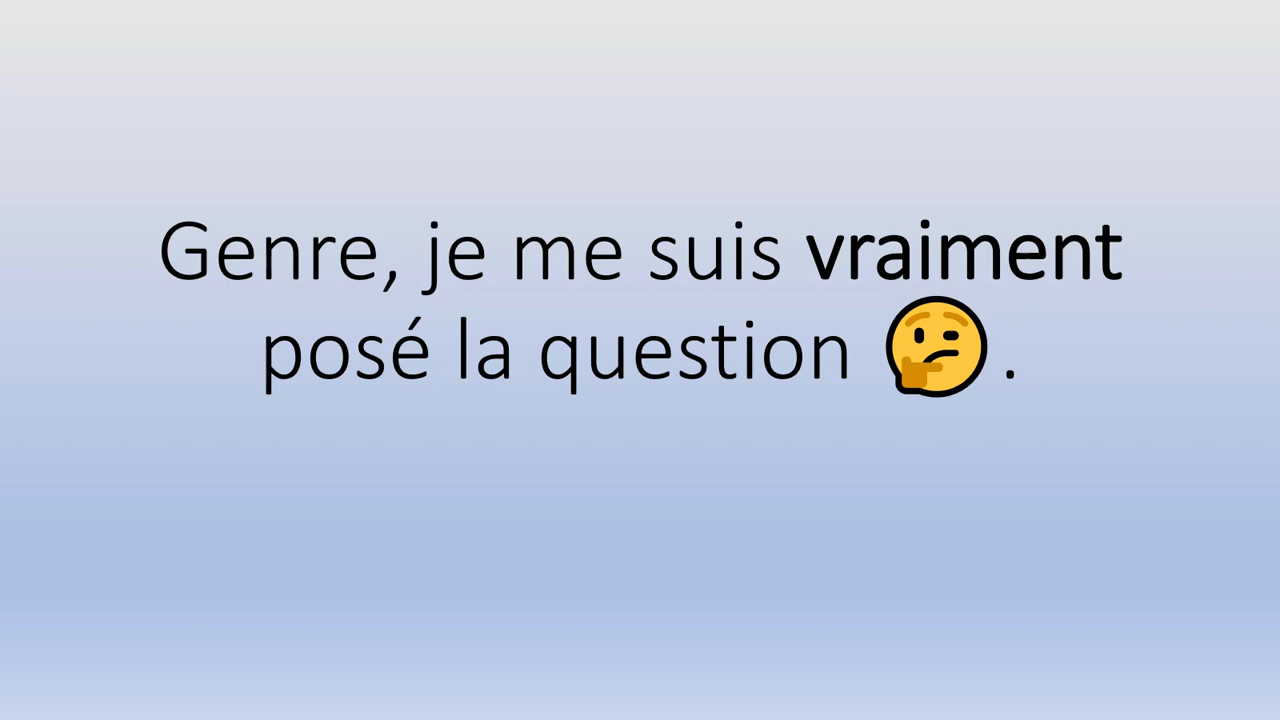 Genre, je me suis vraiment
posé la question 🤔.